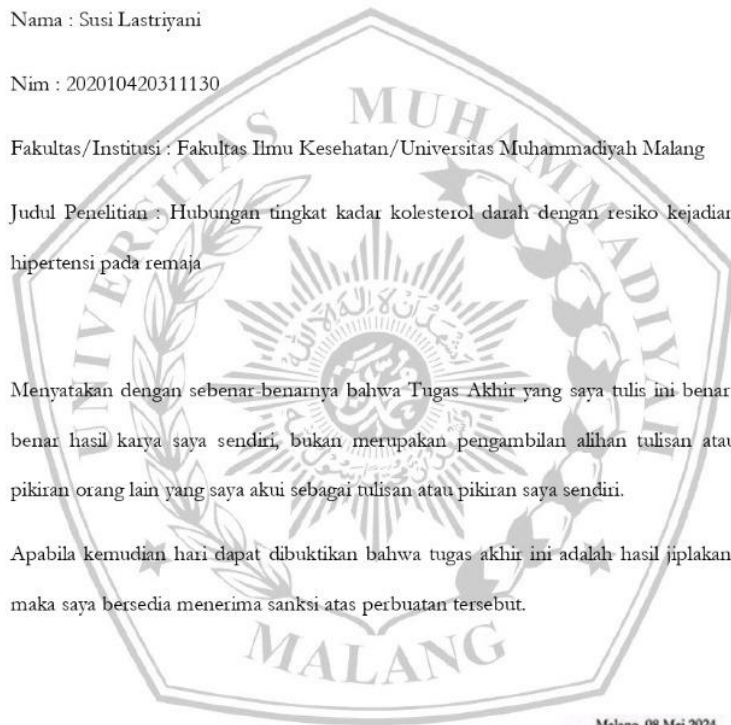 Nama : Susi Lastriyani
Nim : 202010420311130
Fakultas/Institusi : Fakultas Ilmu Kesehatan/Universitas Muhammadiyah Malang
Judul Penelitian : Hubungan tingkat kadar kolesterol darah dengan resiko kejadian
hipertensi pada remaja
Menyatakan dengan sebenar-benarnya bahwa Tugas Akhir yang saya tulis ini benar
benar hasil karya saya sendiri, bukan merupakan pengambilan alihan tulisan atau
pikiran orang lain yang saya akui sebagai tulisan atau pikiran saya sendiri.
Apabila kemudian hari dapat dibuktikan bahwa tugas akhir ini adalah hasil jiplakan
maka saya bersedia menerima sanksi atas perbuatan tersebut.
Malang, 08 Mei 2024
UNIVERSITAS MUHAMMADIYAH
MALANG